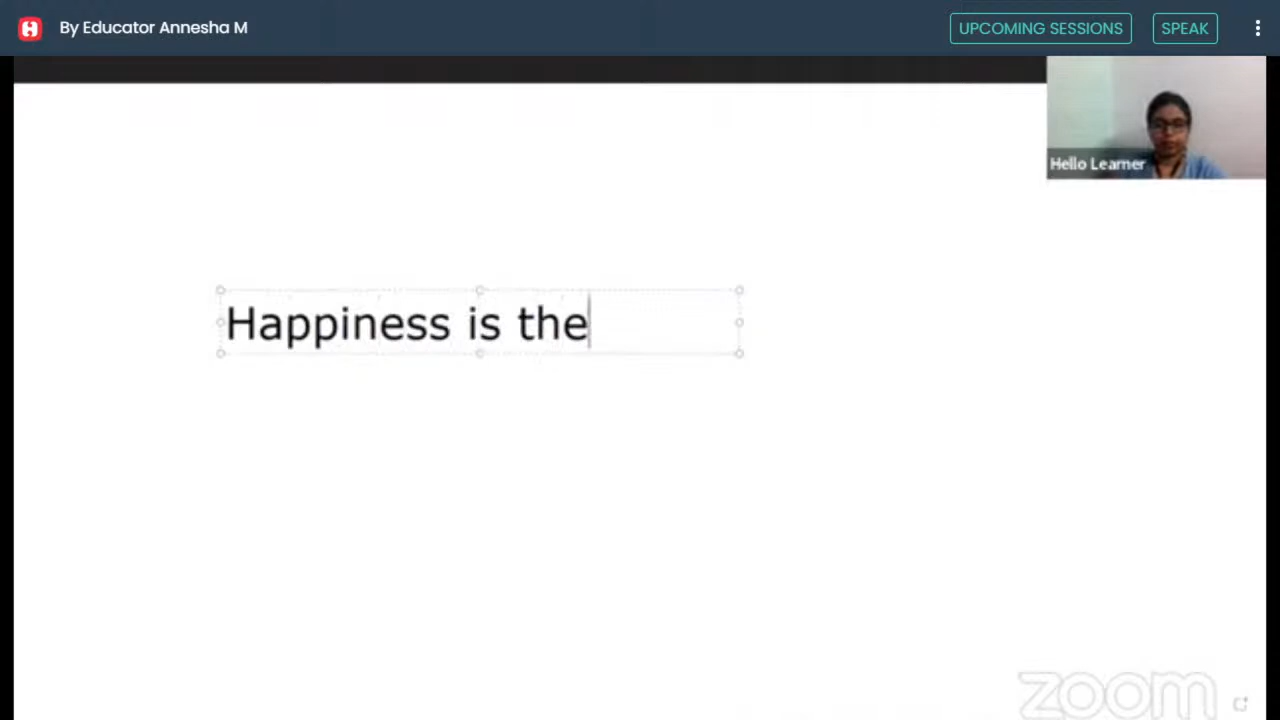 By Educator Annesha M
UPCOMING SESSIONS
SPEAK
Hello Learner
Happiness is the
zoom